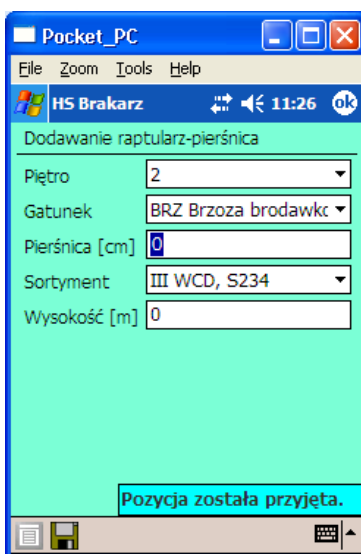 Pocket_PC
File Zoom Tools Help
HS Brakarz 11:26 ok
Dodawanie raptularz-pierśnica
Piętro 2
Gatunek BRZ Brzoza brodawkc
Pierśnica [cm] 0
Sortyment III WCD, S234
Wysokość [m] 0
Pozycja została przyjęta.